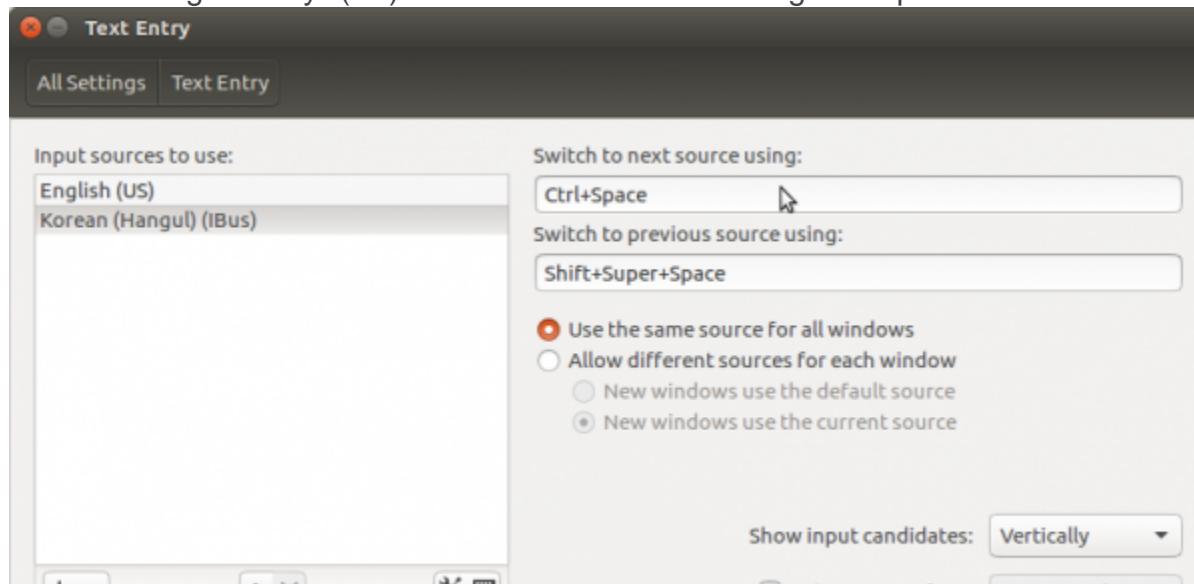 Text Entry
All Settings Text Entry
Input sources to use:
English (US)
Korean (Hangul) (IBus)
Switch to next source using:
Ctrl+Space
Switch to previous source using:
Shift+Super+Space
Use the same source for all windows
Allow different sources for each window
New windows use the default source
New windows use the current source
Show input candidates: Vertically